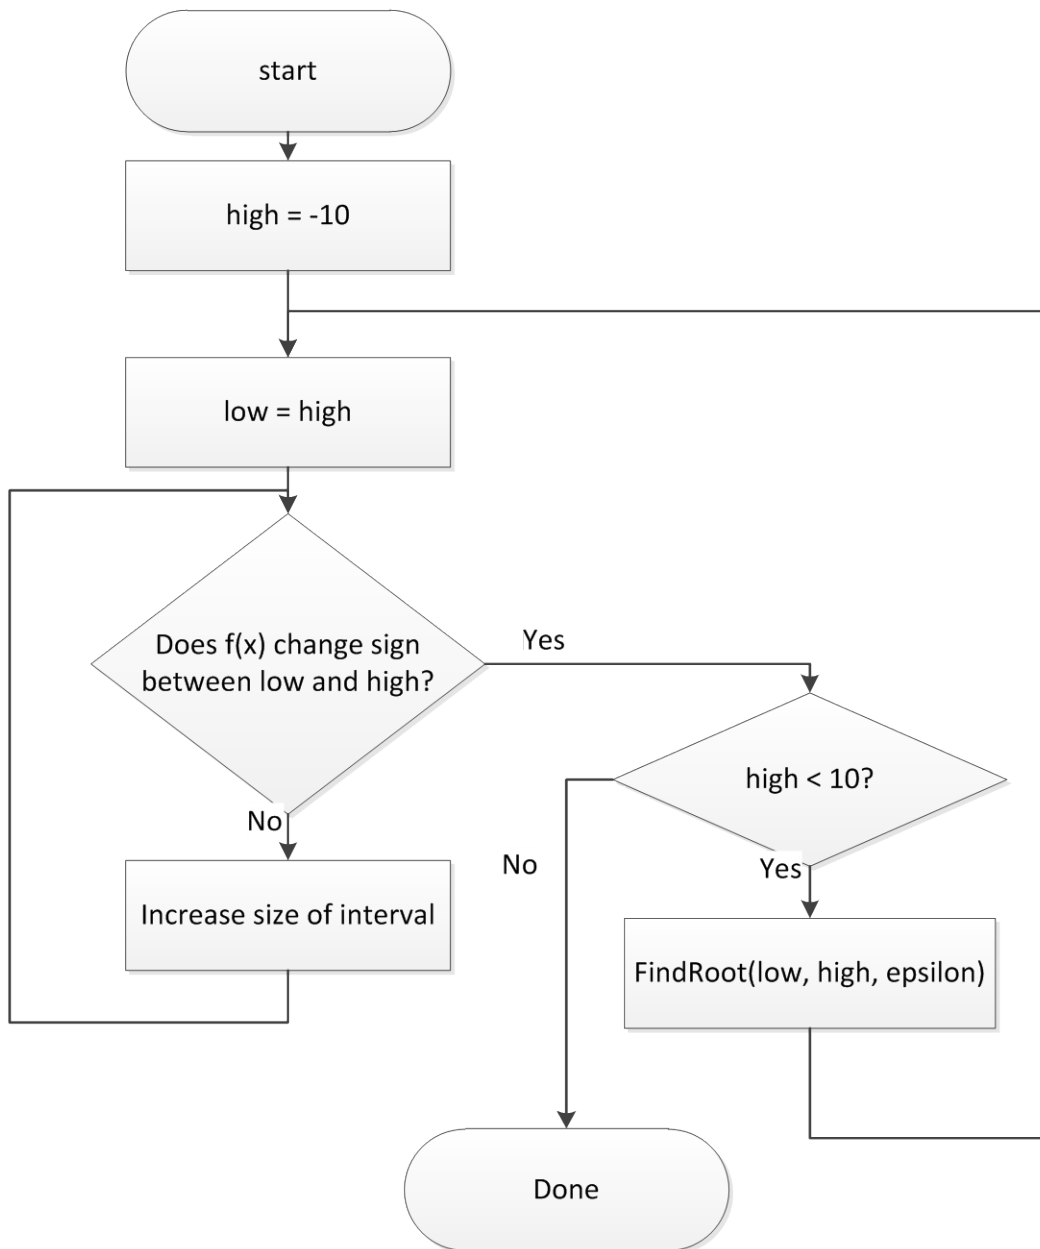 start
high = -10
low = high
Does f(x) change sign
between low and high?
Yes
No
Increase size of interval
high < 10?
No
Yes
FindRoot(low, high, epsilon)
Done